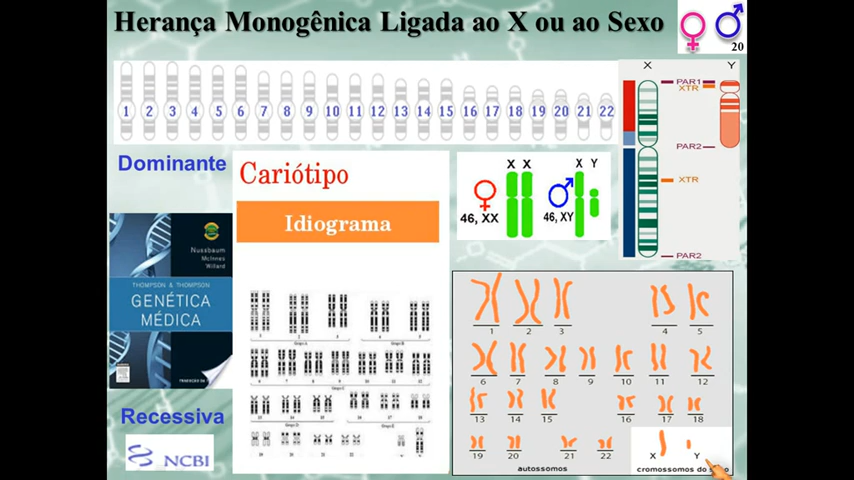 Herança Monogênica Ligada ao X ou ao Sexo
20
1 2 3 4 5 6 7 8 9 10 11 12 13 14 15 16 17 18 19 20 21 22
X Y
PAR1
XTR
PAR2
XTR
PAR2
Dominante
Cariótipo
Idiograma
X X
X Y
46, XX
46, XY
Nussbaum
McInnes
Willard
THOMPSON & THOMPSON
GENÉTICA
MÉDICA
Recessiva
NCBI
1 2 3 4 5
6 7 8 9 10 11 12
13 14 15 16 17 18
19 20 21 22 X Y
autossomos
cromossomos do